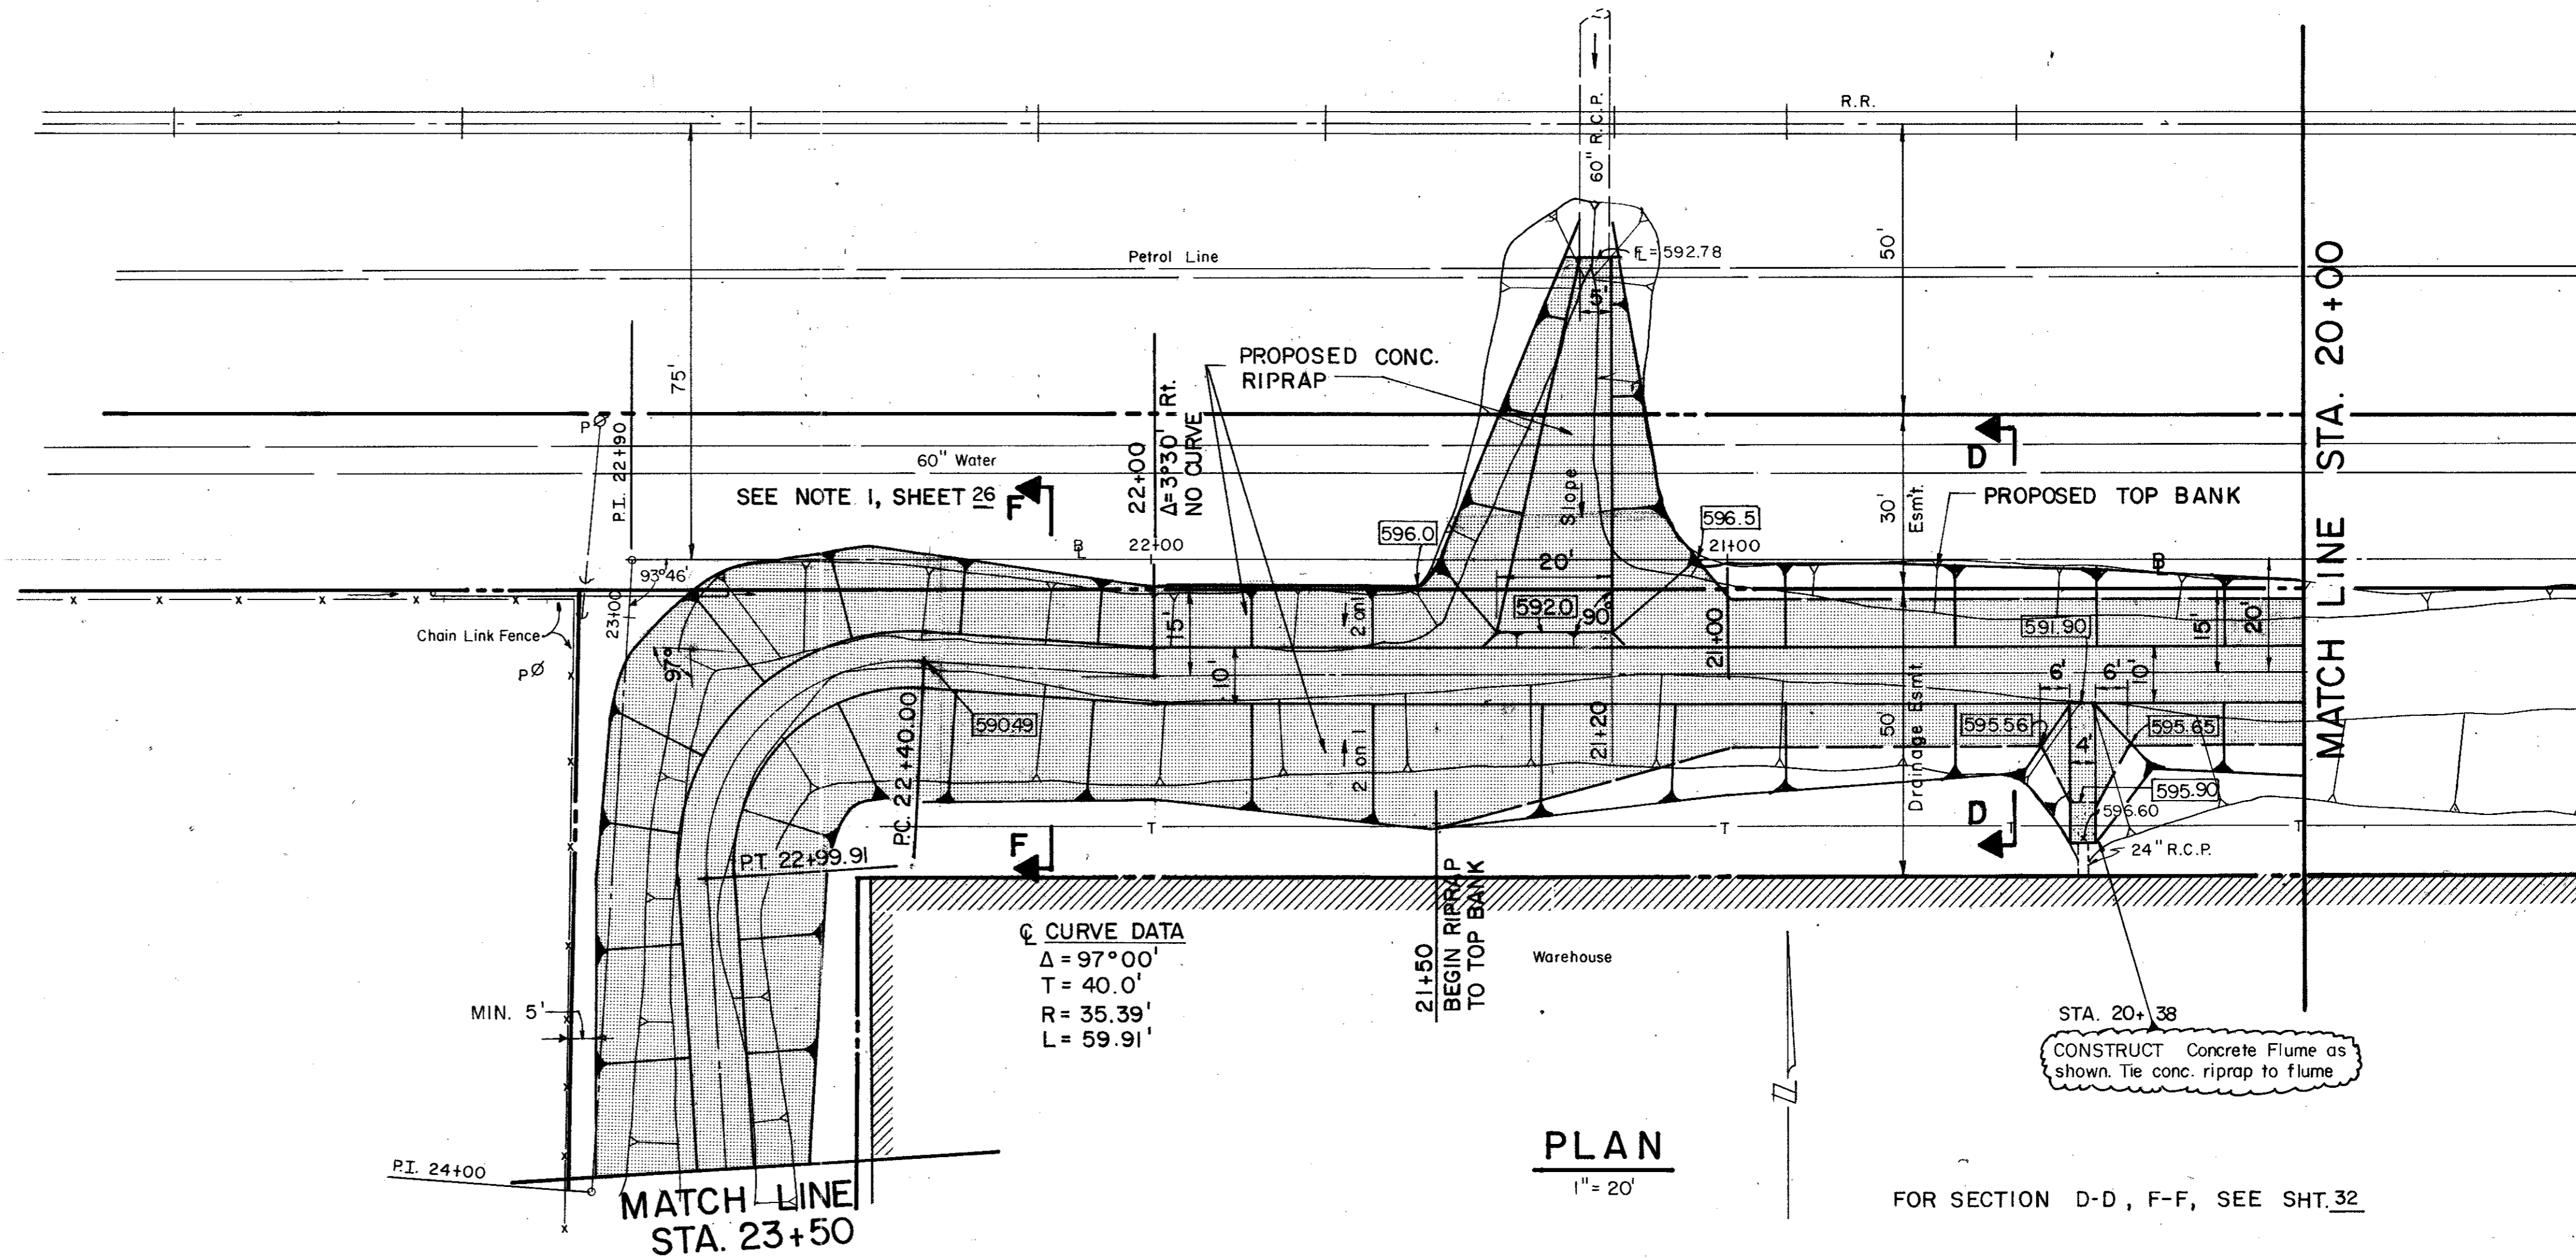 R.R.
60" R.C.P.
Petrol Line
FL = 592.78
5'
50'
75'
PROPOSED CONC.
RIPRAP
MATCH LINE STA. 20+00
P Ø
P.I. 22+90
22+00
Δ=3°30' Rt.
NO CURVE
60" Water
SEE NOTE 1, SHEET 26
F
D
Slope
30'
Esm't.
PROPOSED TOP BANK
596.0
596.5
22+00
21+00
20'
93°46'
23+00
Chain Link Fence
P Ø
97°
15'
10'
2 on 1
592.0
90°
21+00
591.90
15'
20'
6'
6'
10'
P.C. 22+40.00
590.49
2 on 1
21+20
50'
Drainage Esm't.
595.56
4'
595.65
595.90
596.60
24" R.C.P.
T
T
T
T
P.T. 22+99.91
F
D
21+50
BEGIN RIPRAP
TO TOP BANK
℄ CURVE DATA
Δ = 97°00'
T = 40.0'
R = 35.39'
L = 59.91'
Warehouse
MIN. 5'
STA. 20+38
CONSTRUCT Concrete Flume as
shown. Tie conc. riprap to flume
P.I. 24+00
MATCH LINE
STA. 23+50
PLAN
1" = 20'
FOR SECTION D-D, F-F, SEE SHT. 32